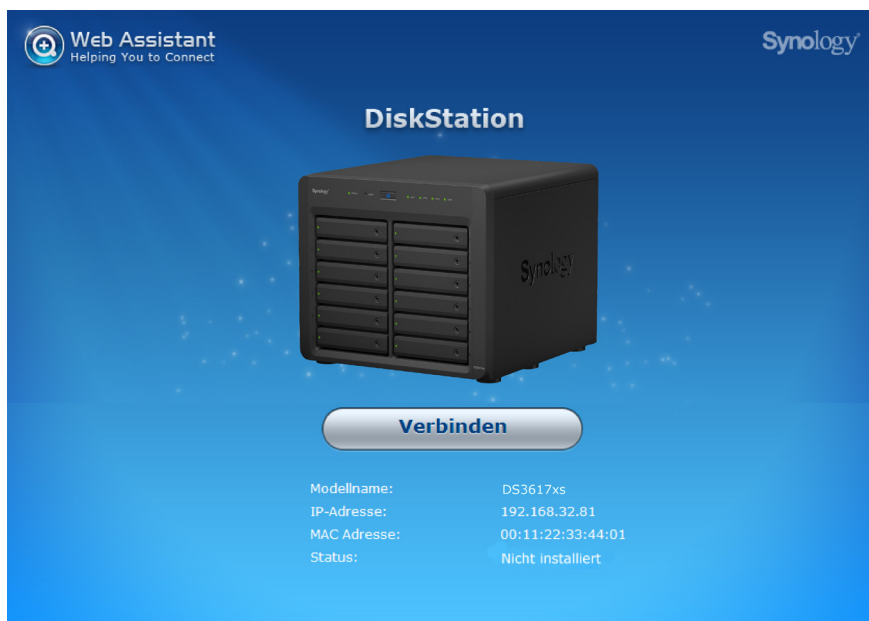 Web Assistant
Helping You to Connect
Synology
DiskStation
Synology
Synology
Verbinden
Modellname: DS3617xs
IP-Adresse: 192.168.32.81
MAC Adresse: 00:11:22:33:44:01
Status: Nicht installiert